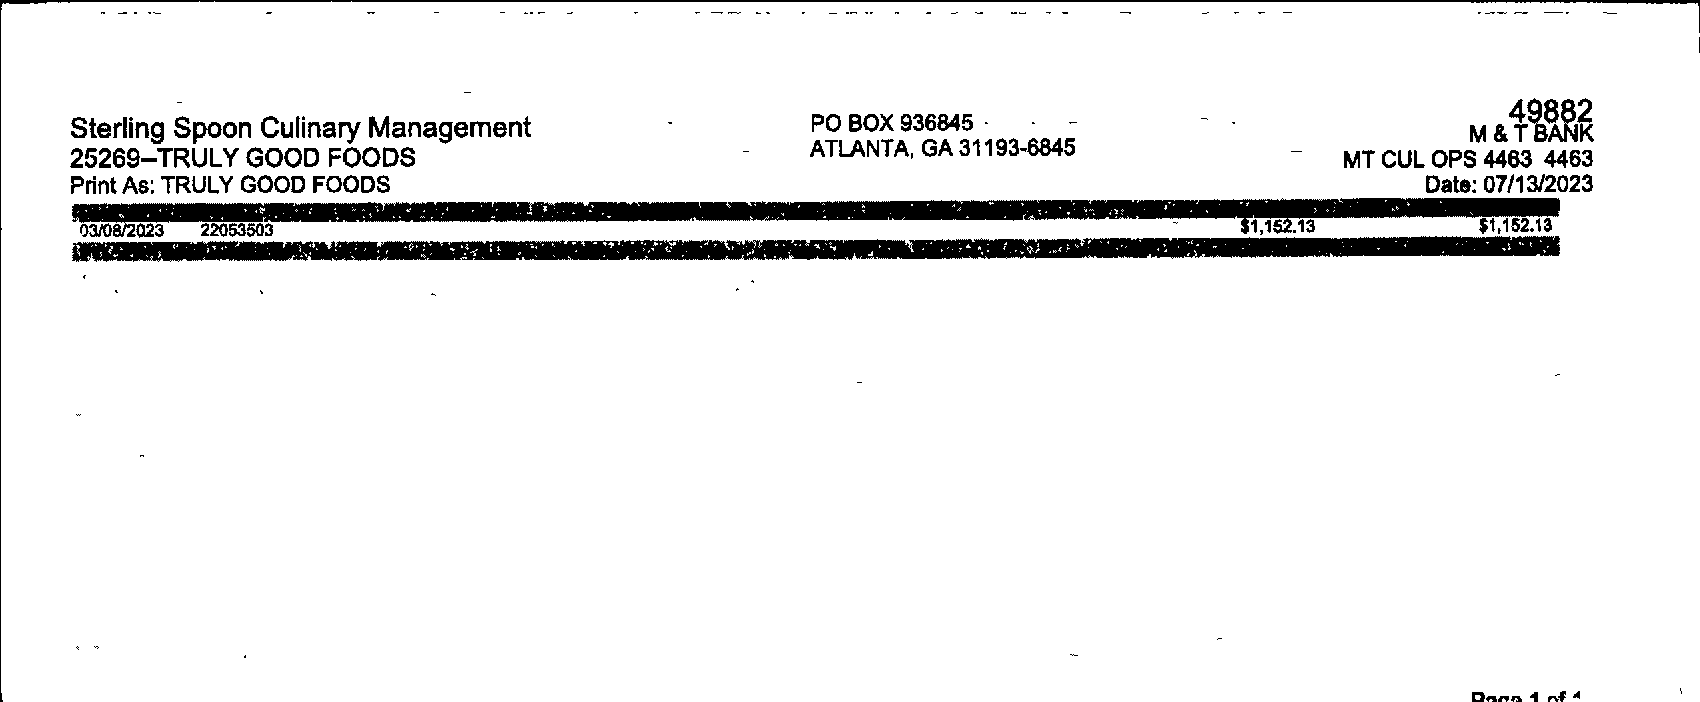 Sterling Spoon Culinary Management
25269--TRULY GOOD FOODS
Print As: TRULY GOOD FOODS
PO BOX 936845
ATLANTA, GA 31193-6845
49882
M & T BANK
MT CUL OPS 4463 4463
Date: 07/13/2023
03/08/2023 22053503 $1,152.13 $1,152.13
Page 1 of